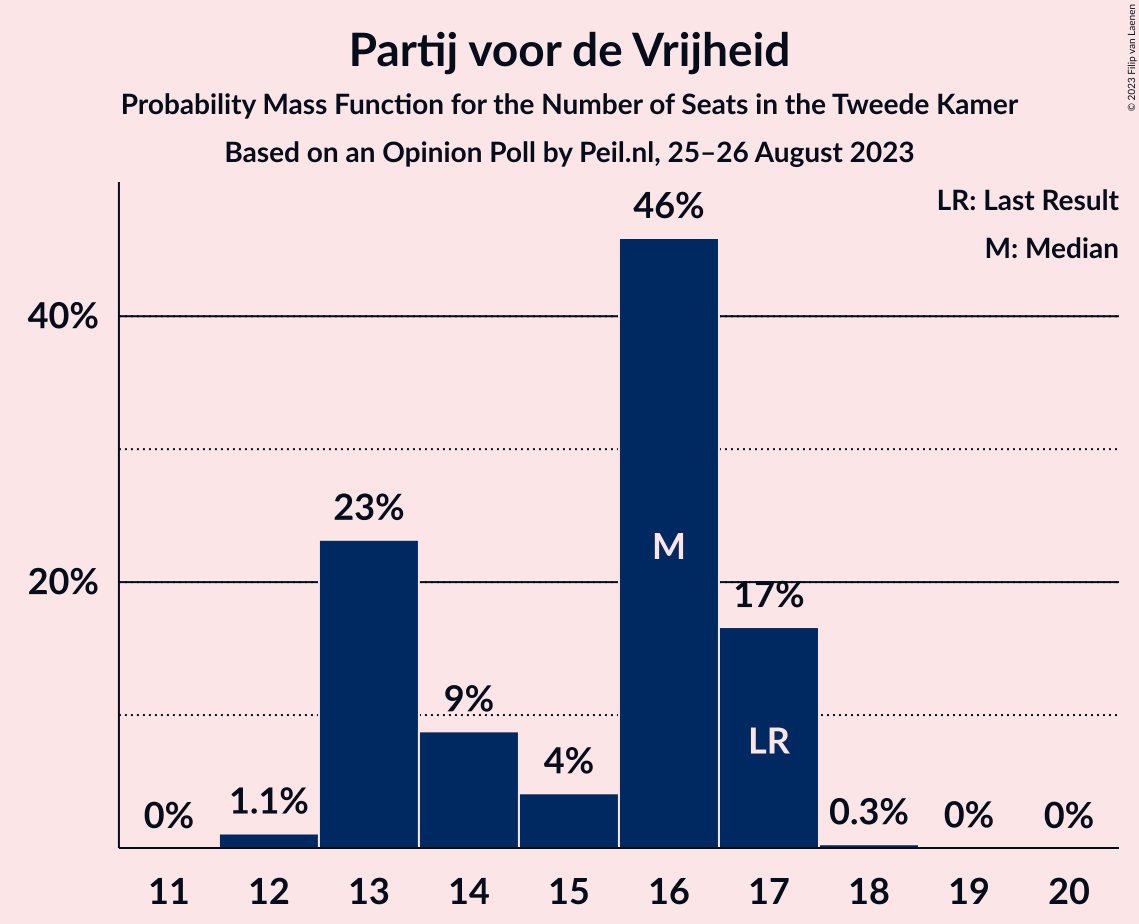 Partij voor de Vrijheid
Probability Mass Function for the Number of Seats in the Tweede Kamer
Based on an Opinion Poll by Peil.nl, 25–26 August 2023
© 2023 Filip van Laenen
LR: Last Result
M: Median
40%
20%
0%
1.1%
23%
9%
4%
46%
17%
0.3%
0%
0%
M
LR
11 12 13 14 15 16 17 18 19 20